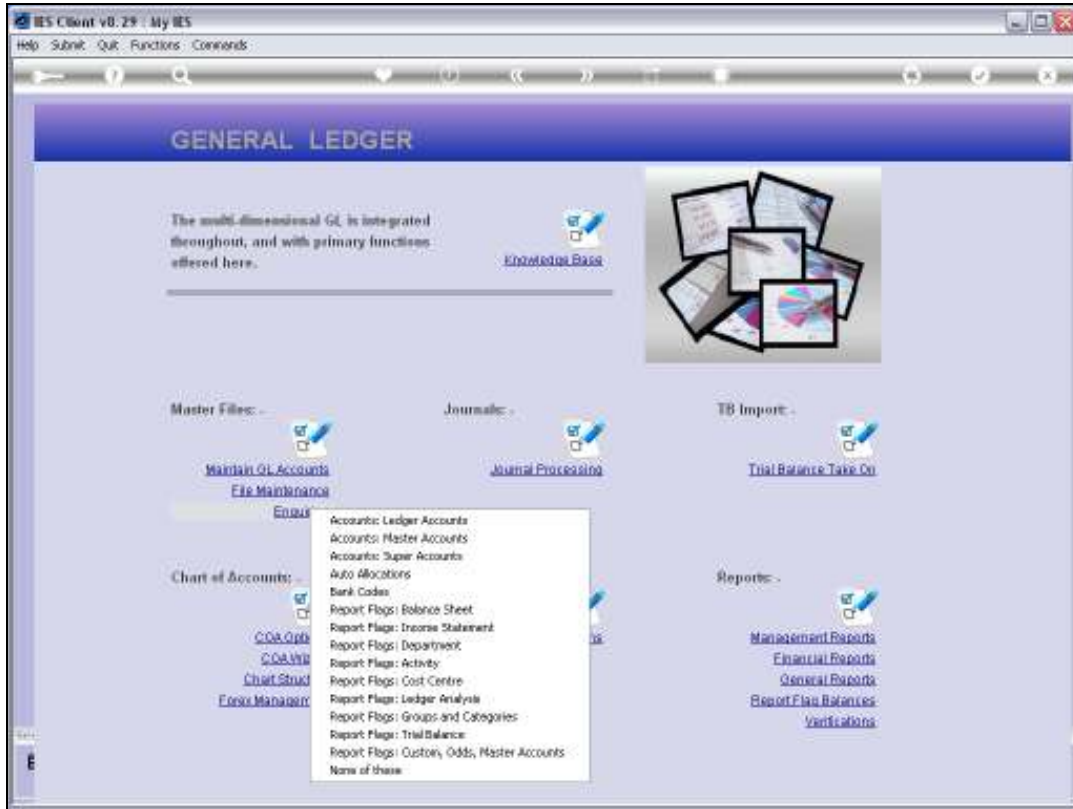 IES Client v8.29 : My IES
Help Submit Quit Functions Commands
GENERAL LEDGER
The multi-dimensional GL is integrated
throughout, and with primary functions
offered here.
Knowledge Base
Master Files: .
Journals: .
TB Import: .
Maintain GL Accounts
Journal Processing
Trial Balance Take On
File Maintenance
Accounts: Ledger Accounts
Accounts: Master Accounts
Accounts: Super Accounts
Auto Allocations
Bank Codes
Report Flags: Balance Sheet
Report Flags: Income Statement
Report Flags: Department
Report Flags: Activity
Report Flags: Cost Centre
Report Flags: Ledger Analysis
Report Flags: Groups and Categories
Report Flags: Trial Balance
Report Flags: Custom, Odds, Master Accounts
None of these
Chart of Accounts: .
COA
COA
Chart
Forex
Reports: .
Management Reports
Financial Reports
General Reports
Report Flag Balances
Verifications